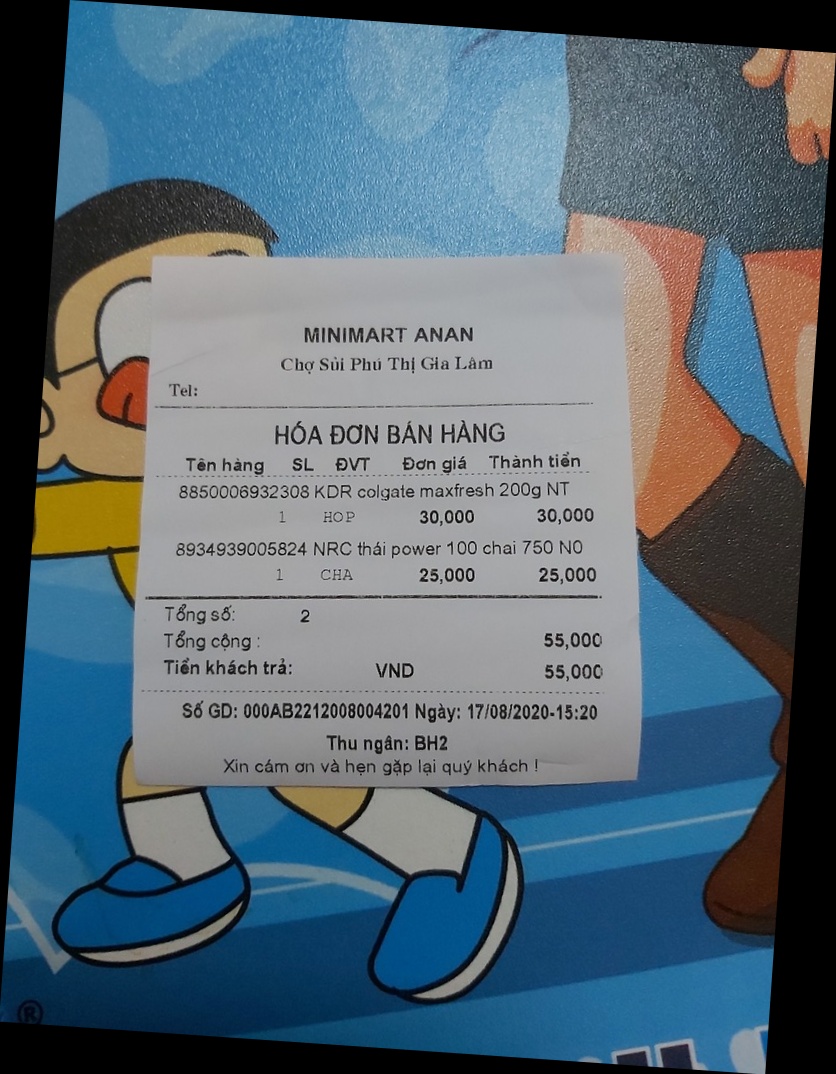 MINIMART ANAN
Chợ Sủi Phú Thị Gia Lâm
Tel:
HÓA ĐƠN BÁN HÀNG
Tên hàng SL ĐVT Đơn giá Thành tiền
8850006932308 KDR colgate maxfresh 200g NT
1 HOP 30,000 30,000
8934939005824 NRC thái power 100 chai 750 N0
1 CHA 25,000 25,000
Tổng số: 2
Tổng cộng : 55,000
Tiền khách trả: VND 55,000
Số GD: 000AB2212008004201 Ngày: 17/08/2020-15:20
Thu ngân: BH2
Xin cám ơn và hẹn gặp lại quý khách !
®